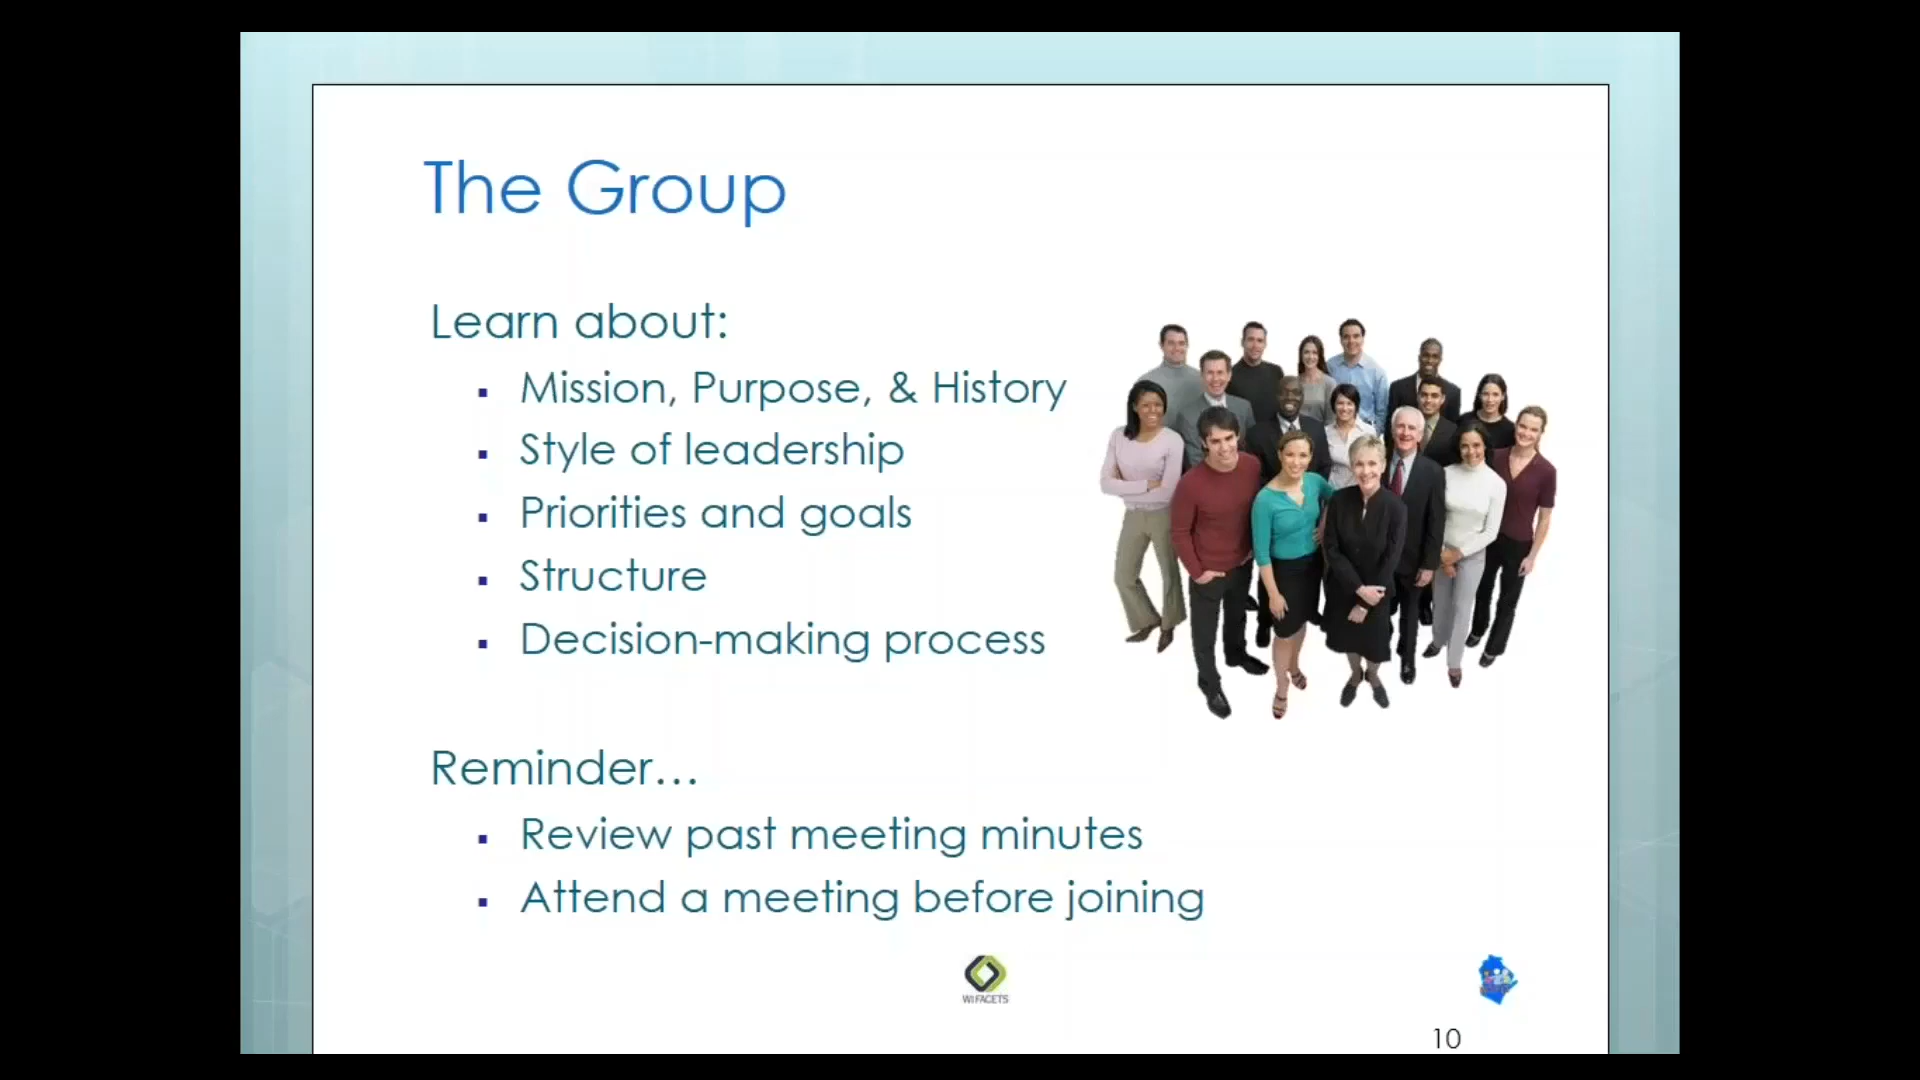 The Group
Learn about:
▪ Mission, Purpose, & History
▪ Style of leadership
▪ Priorities and goals
▪ Structure
▪ Decision-making process
Reminder…
▪ Review past meeting minutes
▪ Attend a meeting before joining
WI FACETS
10